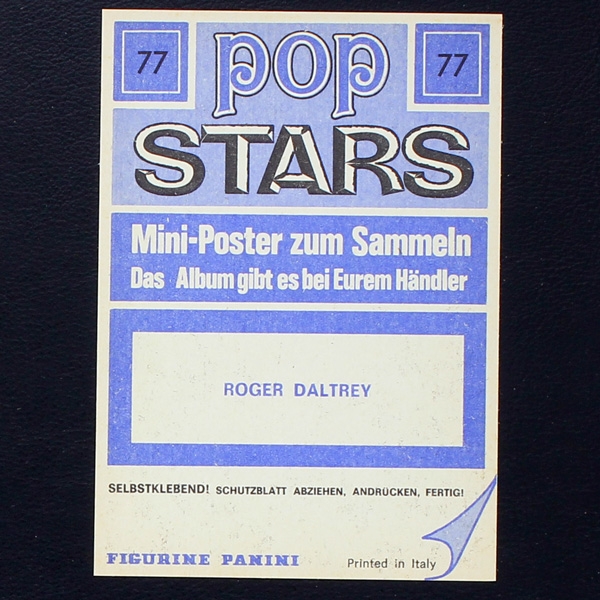 77 pop 77
STARS
Mini-Poster zum Sammeln
Das Album gibt es bei Eurem Händler
ROGER DALTREY
SELBSTKLEBEND! SCHUTZBLATT ABZIEHEN, ANDRÜCKEN, FERTIG!
FIGURINE PANINI Printed in Italy